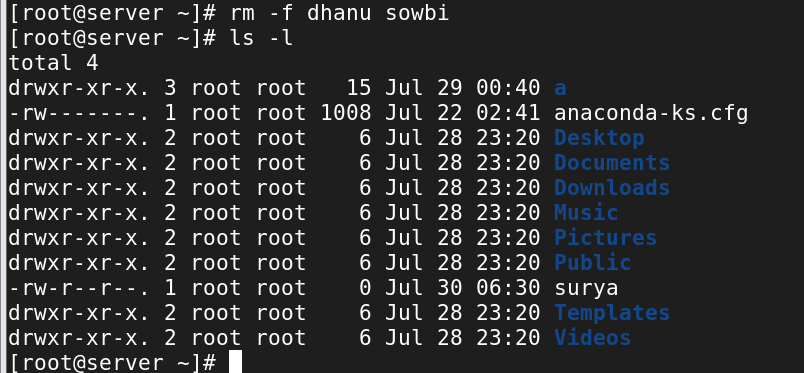 [root@server ~]# rm -f dhanu sowbi
[root@server ~]# ls -l
total 4
drwxr-xr-x. 3 root root   15 Jul 29 00:40 a
-rw-------. 1 root root 1008 Jul 22 02:41 anaconda-ks.cfg
drwxr-xr-x. 2 root root    6 Jul 28 23:20 Desktop
drwxr-xr-x. 2 root root    6 Jul 28 23:20 Documents
drwxr-xr-x. 2 root root    6 Jul 28 23:20 Downloads
drwxr-xr-x. 2 root root    6 Jul 28 23:20 Music
drwxr-xr-x. 2 root root    6 Jul 28 23:20 Pictures
drwxr-xr-x. 2 root root    6 Jul 28 23:20 Public
-rw-r--r--. 1 root root    0 Jul 30 06:30 surya
drwxr-xr-x. 2 root root    6 Jul 28 23:20 Templates
drwxr-xr-x. 2 root root    6 Jul 28 23:20 Videos
[root@server ~]#